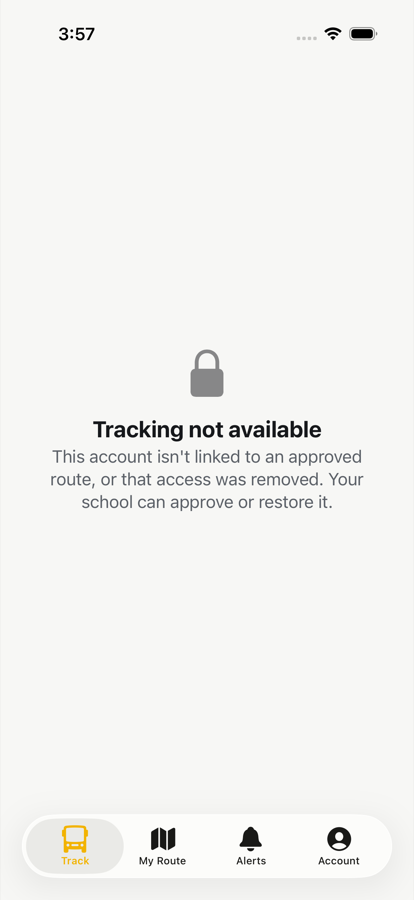 3:57
Tracking not available
This account isn't linked to an approved
route, or that access was removed. Your
school can approve or restore it.
Track
My Route
Alerts
Account